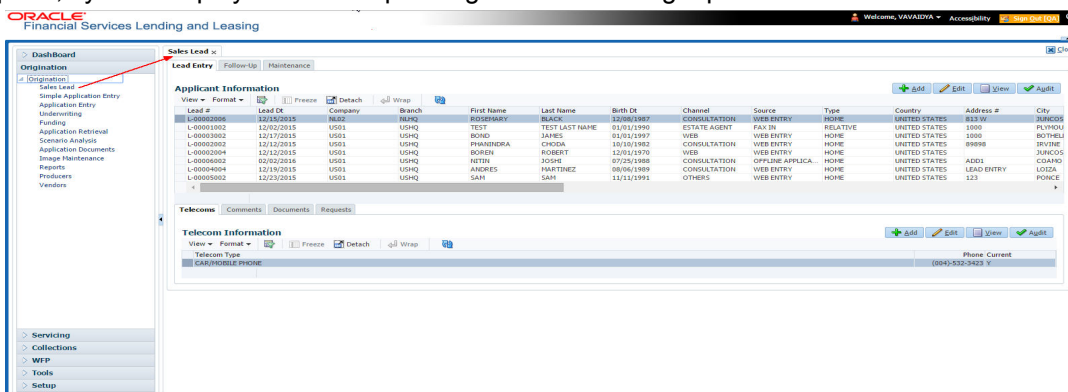 ORACLE
Financial Services Lending and Leasing
Welcome, VAVAIDYA Accessibility Sign Out [QA]
DashBoard
Origination
Origination
Sales Lead
Simple Application Entry
Application Entry
Underwriting
Funding
Application Retrieval
Scenario Analysis
Application Documents
Image Maintenance
Reports
Producers
Vendors
Servicing
Collections
WFP
Tools
Setup
Sales Lead x
Lead Entry Follow-Up Maintenance
Applicant Information
Add Edit View Audit
View Format Freeze Detach Wrap
Lead # Lead Dt Company Branch First Name Last Name Birth Dt Channel Source Type Country Address # City
L-00002006 12/15/2015 NLS2 NLHQ ROSEMARY BLACK 12/08/1987 CONSULTATION WEB ENTRY HOME UNITED STATES 813 W JUNCOS
L-00001002 12/02/2015 US01 USHQ TEST TEST LAST NAME 01/01/1990 ESTATE AGENT FAX IN RELATIVE UNITED STATES 1000 PLYMOU
L-00003002 12/17/2015 US01 USHQ BOND JAMES 01/01/1997 WEB WEB ENTRY HOME UNITED STATES 1000 BOTHELL
L-00002002 12/12/2015 US01 USHQ PHANINDRA CHODA 10/10/1982 CONSULTATION WEB ENTRY HOME UNITED STATES 89898 IRVINE
L-00002004 12/12/2015 US01 USHQ BOREN ROBERT 12/01/1970 WEB WEB ENTRY HOME UNITED STATES JUNCOS
L-00006002 02/02/2016 US01 USHQ NITIN JOSHI 07/25/1988 CONSULTATION OFFLINE APPLICA... HOME UNITED STATES ADD1 COAMO
L-00004004 12/19/2015 US01 USHQ ANDRES MARTINEZ 08/06/1989 CONSULTATION WEB ENTRY HOME UNITED STATES LEAD ENTRY LOIZA
L-00005002 12/23/2015 US01 USHQ SAM SAM 11/11/1991 OTHERS WEB ENTRY HOME UNITED STATES 123 PONCE
Telecoms Comments Documents Requests
Telecom Information
Add Edit View Audit
View Format Freeze Detach Wrap
Telecom Type Phone Current
CAR/MOBILE PHONE (004)-532-3423 Y